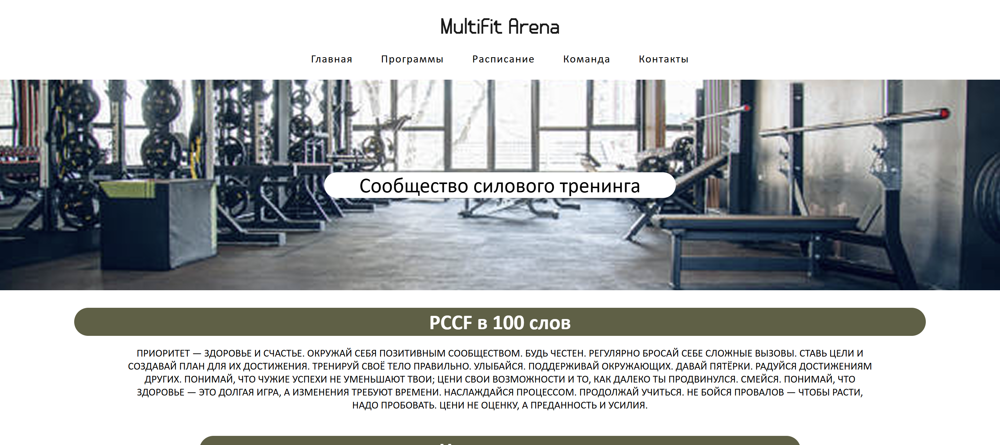 MultiFit Arena
Главная Программы Расписание Команда Контакты
Сообщество силового тренинга
PCCF в 100 слов
ПРИОРИТЕТ — ЗДОРОВЬЕ И СЧАСТЬЕ. ОКРУЖАЙ СЕБЯ ПОЗИТИВНЫМ СООБЩЕСТВОМ. БУДЬ ЧЕСТЕН. РЕГУЛЯРНО БРОСАЙ СЕБЕ СЛОЖНЫЕ ВЫЗОВЫ. СТАВЬ ЦЕЛИ И
СОЗДАВАЙ ПЛАН ДЛЯ ИХ ДОСТИЖЕНИЯ. ТРЕНИРУЙ СВОЁ ТЕЛО ПРАВИЛЬНО. УЛЫБАЙСЯ. ПОДДЕРЖИВАЙ ОКРУЖАЮЩИХ. ДАВАЙ ПЯТЁРКИ. РАДУЙСЯ ДОСТИЖЕНИЯМ
ДРУГИХ. ПОНИМАЙ, ЧТО ЧУЖИЕ УСПЕХИ НЕ УМЕНЬШАЮТ ТВОИ; ЦЕНИ СВОИ ВОЗМОЖНОСТИ И ТО, КАК ДАЛЕКО ТЫ ПРОДВИНУЛСЯ. СМЕЙСЯ. ПОНИМАЙ, ЧТО
ЗДОРОВЬЕ — ЭТО ДОЛГАЯ ИГРА, А ИЗМЕНЕНИЯ ТРЕБУЮТ ВРЕМЕНИ. НАСЛАЖДАЙСЯ ПРОЦЕССОМ. ПРОДОЛЖАЙ УЧИТЬСЯ. НЕ БОЙСЯ ПРОВАЛОВ — ЧТОБЫ РАСТИ,
НАДО ПРОБОВАТЬ. ЦЕНИ НЕ ОЦЕНКУ, А ПРЕДАННОСТЬ И УСИЛИЯ.